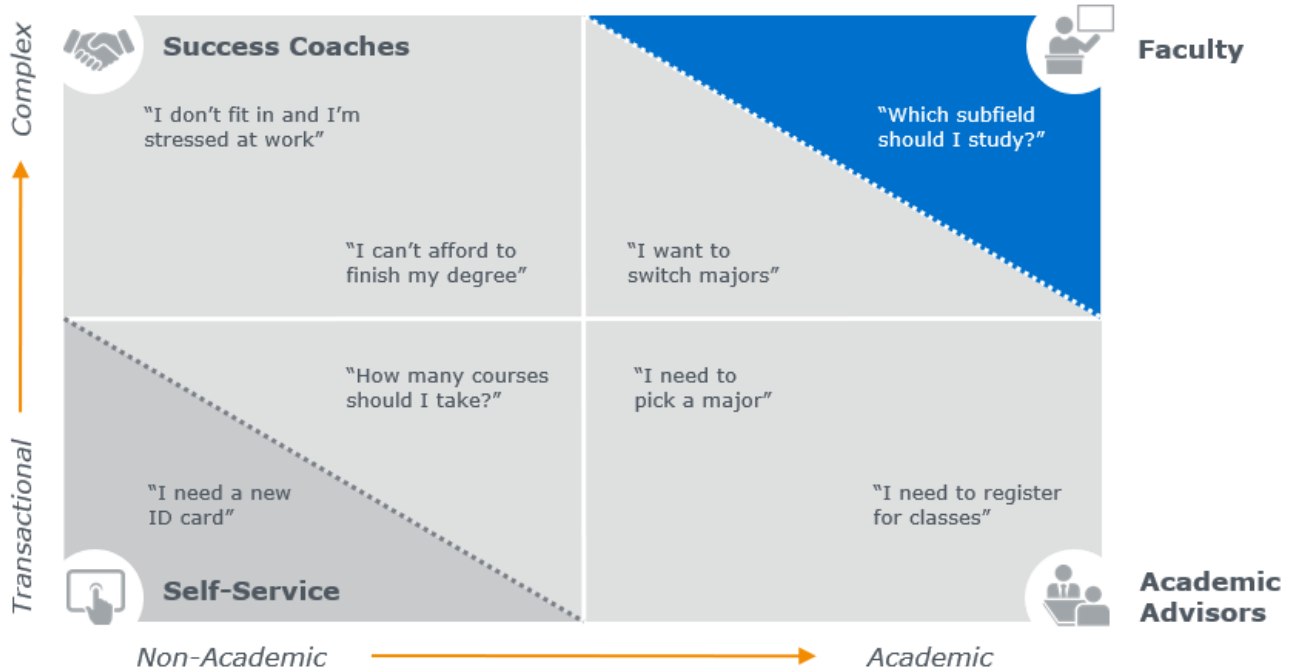 Complex
Transactional
Success Coaches
Faculty
“I don’t fit in and I’m
stressed at work”
“Which subfield
should I study?”
“I can’t afford to
finish my degree”
“I want to
switch majors”
“How many courses
should I take?”
“I need to
pick a major”
“I need a new
ID card”
“I need to register
for classes”
Self-Service
Academic
Advisors
Non-Academic
Academic